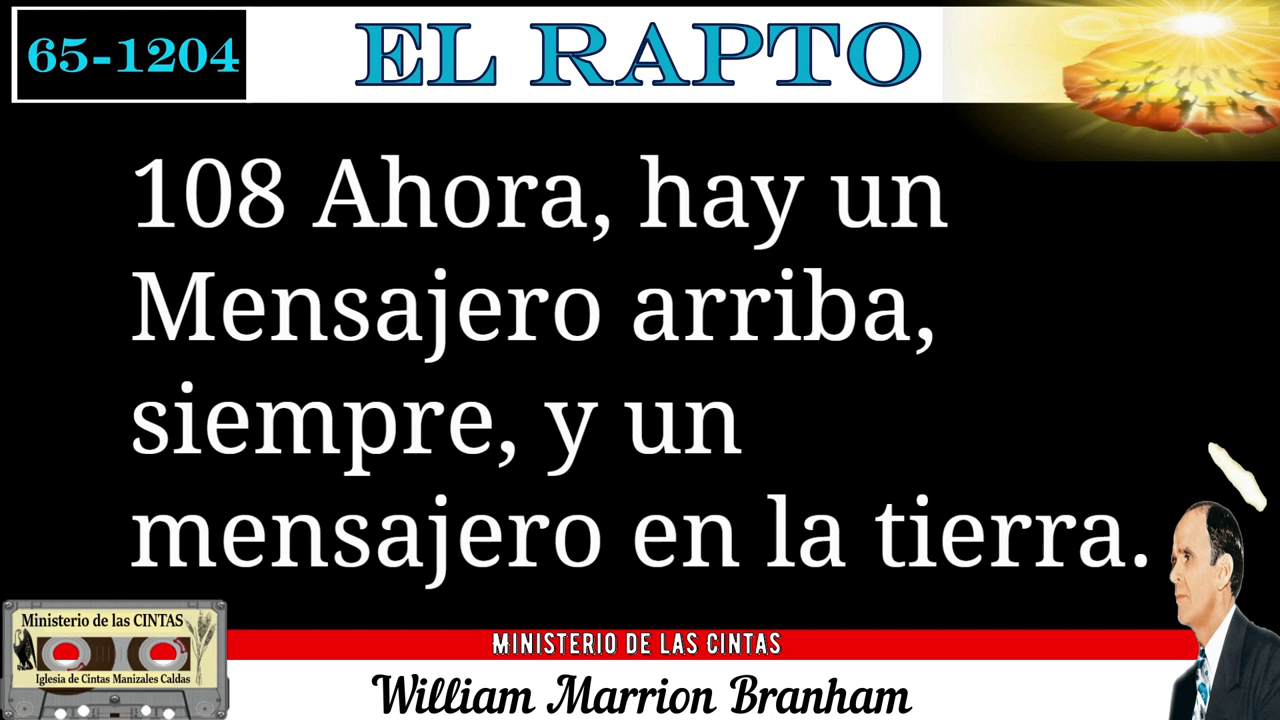 65-1204
EL RAPTO
108 Ahora, hay un
Mensajero arriba,
siempre, y un
mensajero en la tierra.
Ministerio de las CINTAS
Iglesia de Cintas Manizales Caldas
MINISTERIO DE LAS CINTAS
William Marrion Branham